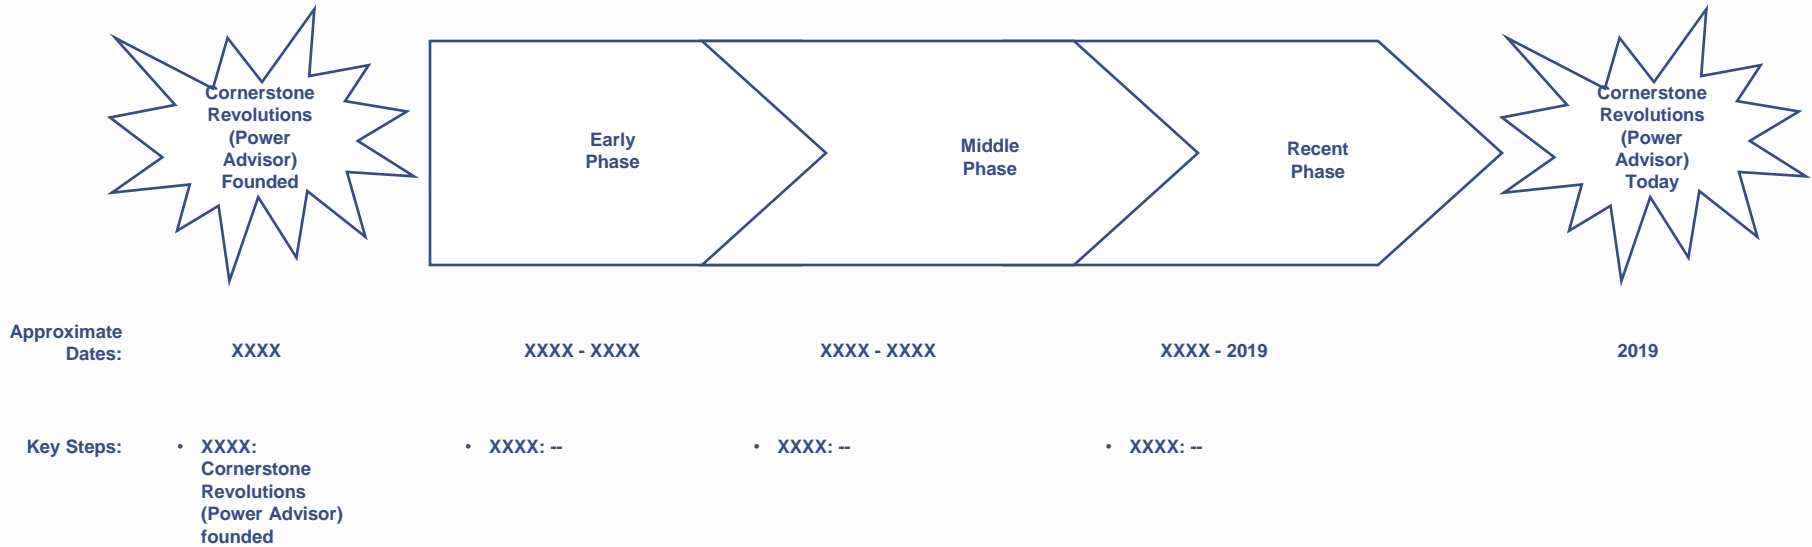 Cornerstone
Revolutions
(Power
Advisor)
Founded
Early
Phase
Middle
Phase
Recent
Phase
Cornerstone
Revolutions
(Power
Advisor)
Today
Approximate
Dates:
XXXX
XXXX - XXXX
XXXX - XXXX
XXXX - 2019
2019
Key Steps:
• XXXX:
Cornerstone
Revolutions
(Power Advisor)
founded
• XXXX: --
• XXXX: --
• XXXX: --